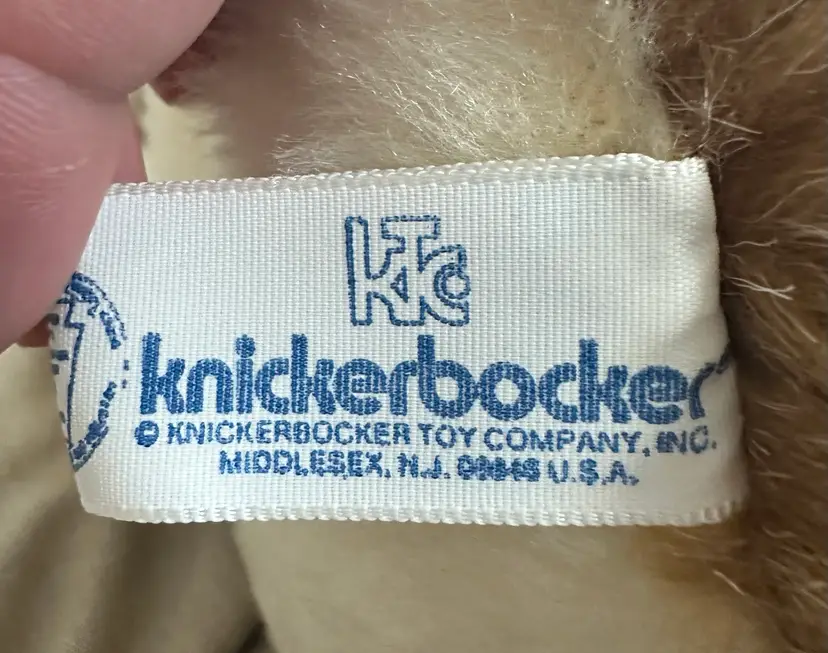 KTC
knickerbocker
© KNICKERBOCKER TOY COMPANY, INC.
MIDDLESEX, N.J. U.S.A.